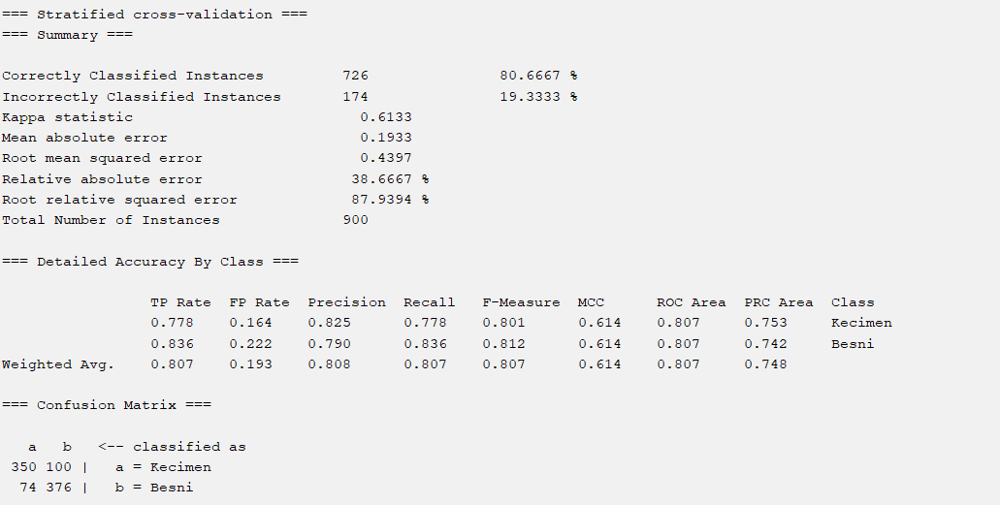 === Stratified cross-validation ===
=== Summary ===
Correctly Classified Instances 726 80.6667 %
Incorrectly Classified Instances 174 19.3333 %
Kappa statistic 0.6133
Mean absolute error 0.1933
Root mean squared error 0.4397
Relative absolute error 38.6667 %
Root relative squared error 87.9394 %
Total Number of Instances 900
=== Detailed Accuracy By Class ===
TP Rate FP Rate Precision Recall F-Measure MCC ROC Area PRC Area Class
0.778 0.164 0.825 0.778 0.801 0.614 0.807 0.753 Kecimen
0.836 0.222 0.790 0.836 0.812 0.614 0.807 0.742 Besni
Weighted Avg. 0.807 0.193 0.808 0.807 0.807 0.614 0.807 0.748
=== Confusion Matrix ===
a b <-- classified as
350 100 | a = Kecimen
74 376 | b = Besni